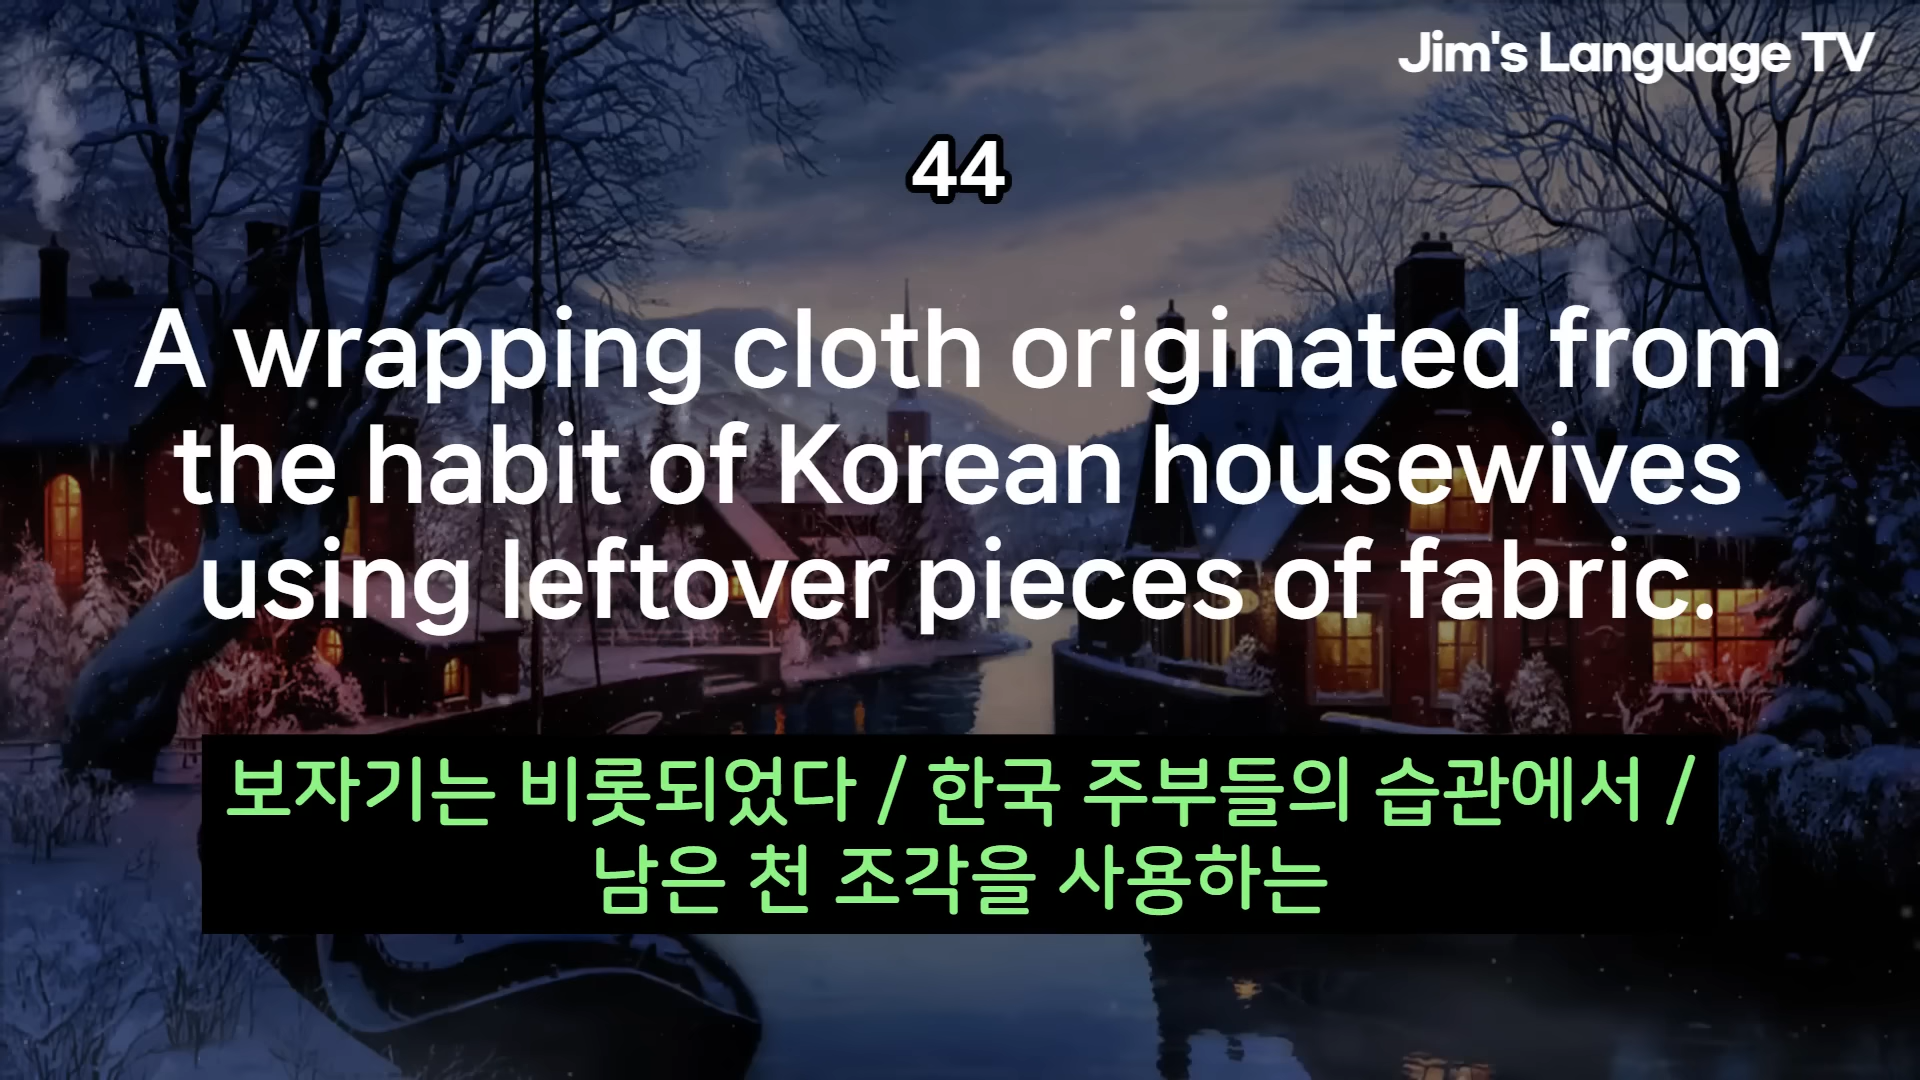 Jim's Language TV
44
A wrapping cloth originated from
the habit of Korean housewives
using leftover pieces of fabric.
보자기는 비롯되었다 / 한국 주부들의 습관에서 /
남은 천 조각을 사용하는